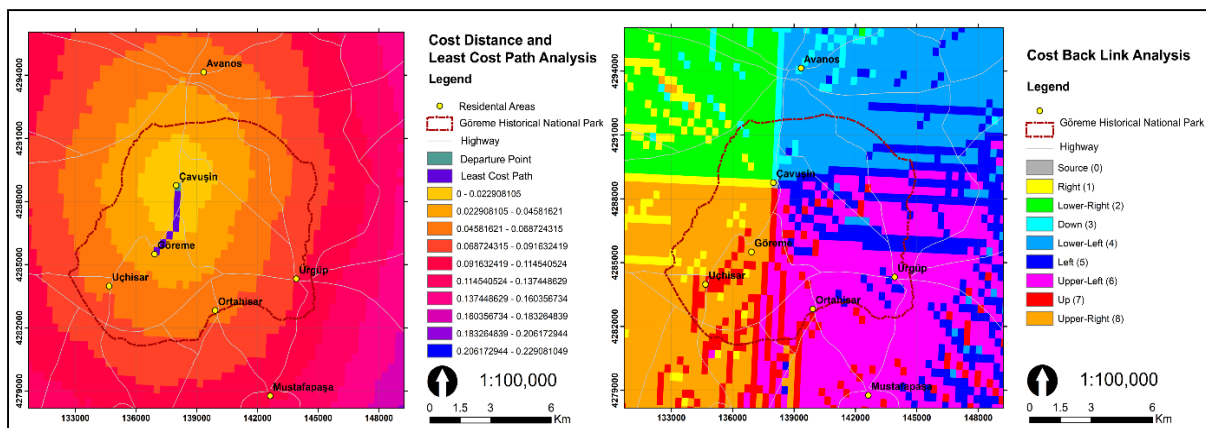 Cost Distance and
Least Cost Path Analysis
Legend
Residental Areas
Göreme Historical National Park
Highway
Departure Point
Least Cost Path
0 - 0.022908105
0.022908105 - 0.04581621
0.04581621 - 0.068724315
0.068724315 - 0.091632419
0.091632419 - 0.114540524
0.114540524 - 0.137448629
0.137448629 - 0.160356734
0.160356734 - 0.183264839
0.183264839 - 0.206172944
0.206172944 - 0.229081049
1:100,000
0 1.5 3 6
Km
Avanos
Çavuşin
Göreme
Uçhisar
Ürgüp
Ortahisar
Mustafapaşa
4294000
4291000
4288000
4285000
4282000
4279000
133000 136000 139000 142000 145000 148000
Cost Back Link Analysis
Legend
Göreme Historical National Park
Highway
Source (0)
Right (1)
Lower-Right (2)
Down (3)
Lower-Left (4)
Left (5)
Upper-Left (6)
Up (7)
Upper-Right (8)
1:100,000
0 1.5 3 6
Km
Avanos
Çavuşin
Göreme
Uçhisar
Ürgüp
Ortahisar
Mustafapaşa
4294000
4291000
4288000
4285000
4282000
4279000
133000 136000 139000 142000 145000 148000